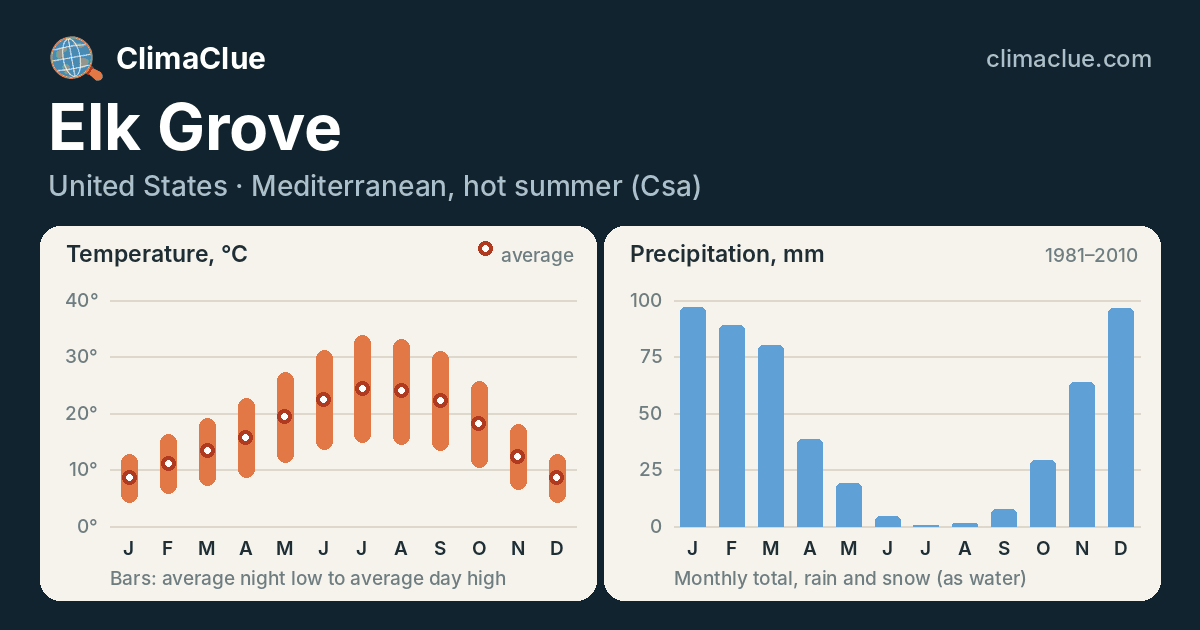 ClimaClue
climaclue.com
Elk Grove
United States · Mediterranean, hot summer (Csa)
Temperature, °C
average
40°
30°
20°
10°
0°
J F M A M J J A S O N D
Bars: average night low to average day high
Precipitation, mm
1981–2010
100
75
50
25
0
J F M A M J J A S O N D
Monthly total, rain and snow (as water)